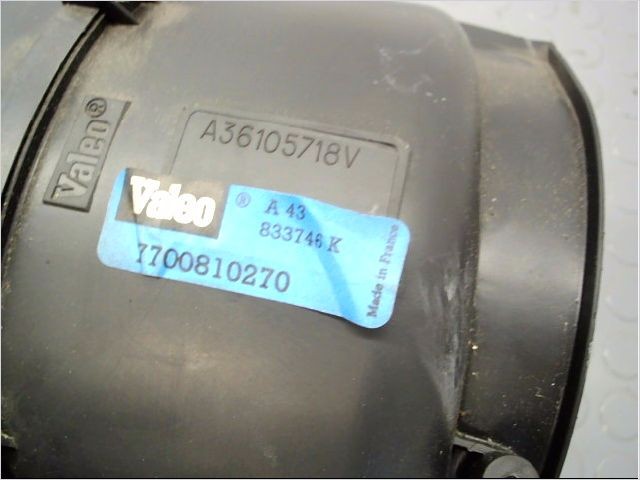 Valeo®
A36105718V
Valeo ® A 43
833746 K
7700810270
Made in France